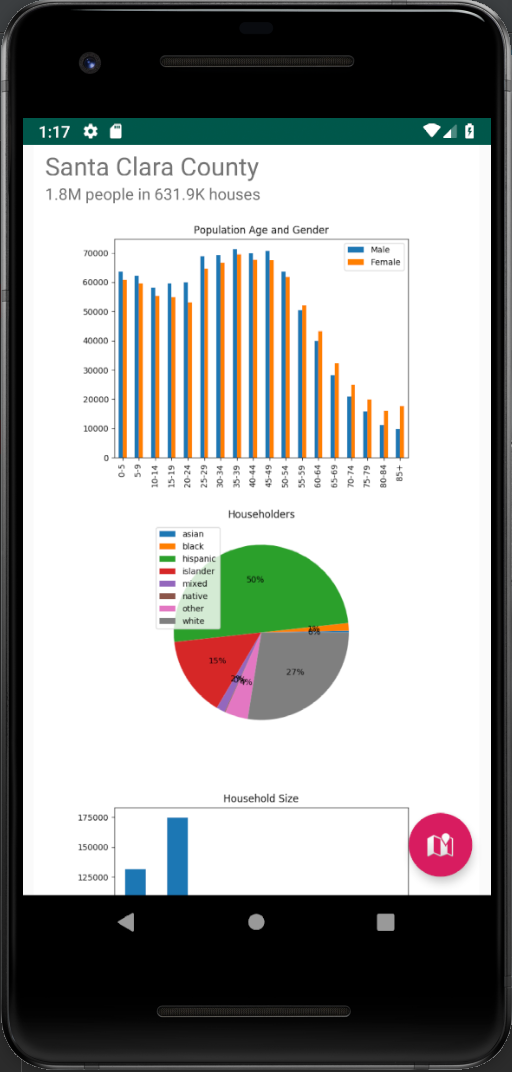 1:17
Santa Clara County
1.8M people in 631.9K houses
Population Age and Gender
Male
Female
70000
60000
50000
40000
30000
20000
10000
0
0-5 5-9 10-14 15-19 20-24 25-29 30-34 35-39 40-44 45-49 50-54 55-59 60-64 65-69 70-74 75-79 80-84 85+
Householders
asian
black
hispanic
islander
mixed
native
other
white
50%
1%
15%
27%
Household Size
175000
150000
125000